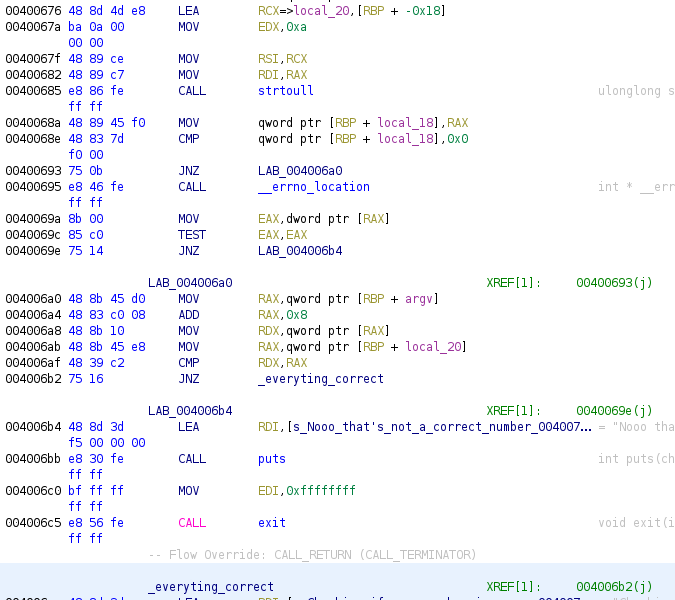 00400676 48 8d 4d e8 LEA RCX=>local_20,[RBP + -0x18]
0040067a ba 0a 00 MOV EDX,0xa
00 00
0040067f 48 89 ce MOV RSI,RCX
00400682 48 89 c7 MOV RDI,RAX
00400685 e8 86 fe CALL strtoull ulonglong s
ff ff
0040068a 48 89 45 f0 MOV qword ptr [RBP + local_18],RAX
0040068e 48 83 7d CMP qword ptr [RBP + local_18],0x0
f0 00
00400693 75 0b JNZ LAB_004006a0
00400695 e8 46 fe CALL __errno_location int * __err
ff ff
0040069a 8b 00 MOV EAX,dword ptr [RAX]
0040069c 85 c0 TEST EAX,EAX
0040069e 75 14 JNZ LAB_004006b4
LAB_004006a0 XREF[1]: 00400693(j)
004006a0 48 8b 45 d0 MOV RAX,qword ptr [RBP + argv]
004006a4 48 83 c0 08 ADD RAX,0x8
004006a8 48 8b 10 MOV RDX,qword ptr [RAX]
004006ab 48 8b 45 e8 MOV RAX,qword ptr [RBP + local_20]
004006af 48 39 c2 CMP RDX,RAX
004006b2 75 16 JNZ _everyting_correct
LAB_004006b4 XREF[1]: 0040069e(j)
004006b4 48 8d 3d LEA RDI,[s_Nooo_that's_not_a_correct_number_004007... = "Nooo tha
f5 00 00 00
004006bb e8 30 fe CALL puts int puts(ch
ff ff
004006c0 bf ff ff MOV EDI,0xffffffff
ff ff
004006c5 e8 56 fe CALL exit void exit(i
ff ff
-- Flow Override: CALL_RETURN (CALL_TERMINATOR)
_everyting_correct XREF[1]: 004006b2(j)